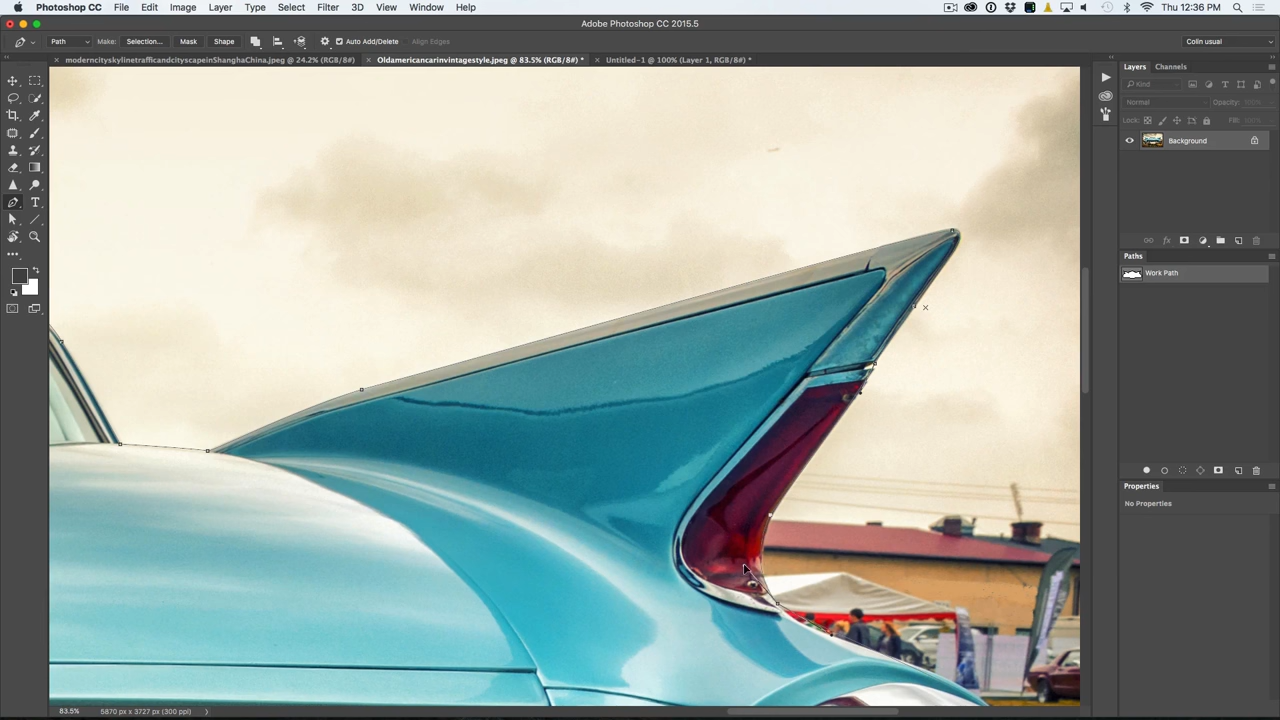 Photoshop CC File Edit Image Layer Type Select Filter 3D View Window Help Thu 12:36 PM
Adobe Photoshop CC 2015.5
Path Make: Selection... Mask Shape Auto Add/Delete Align Edges Colin usual
moderncityskylinetrafficandcityscapeinShanghaChina.jpeg @ 24.2% (RGB/8#) Oldamericancarinvintagestyle.jpeg @ 83.5% (RGB/8#) * Untitled-1 @ 100% (Layer 1, RGB/8#) *
Layers Channels
Kind
Normal Opacity: 100%
Lock: Fill: 100%
Background
fx
Paths
Work Path
Properties
No Properties
83.5% 5870 px x 3727 px (300 ppi)